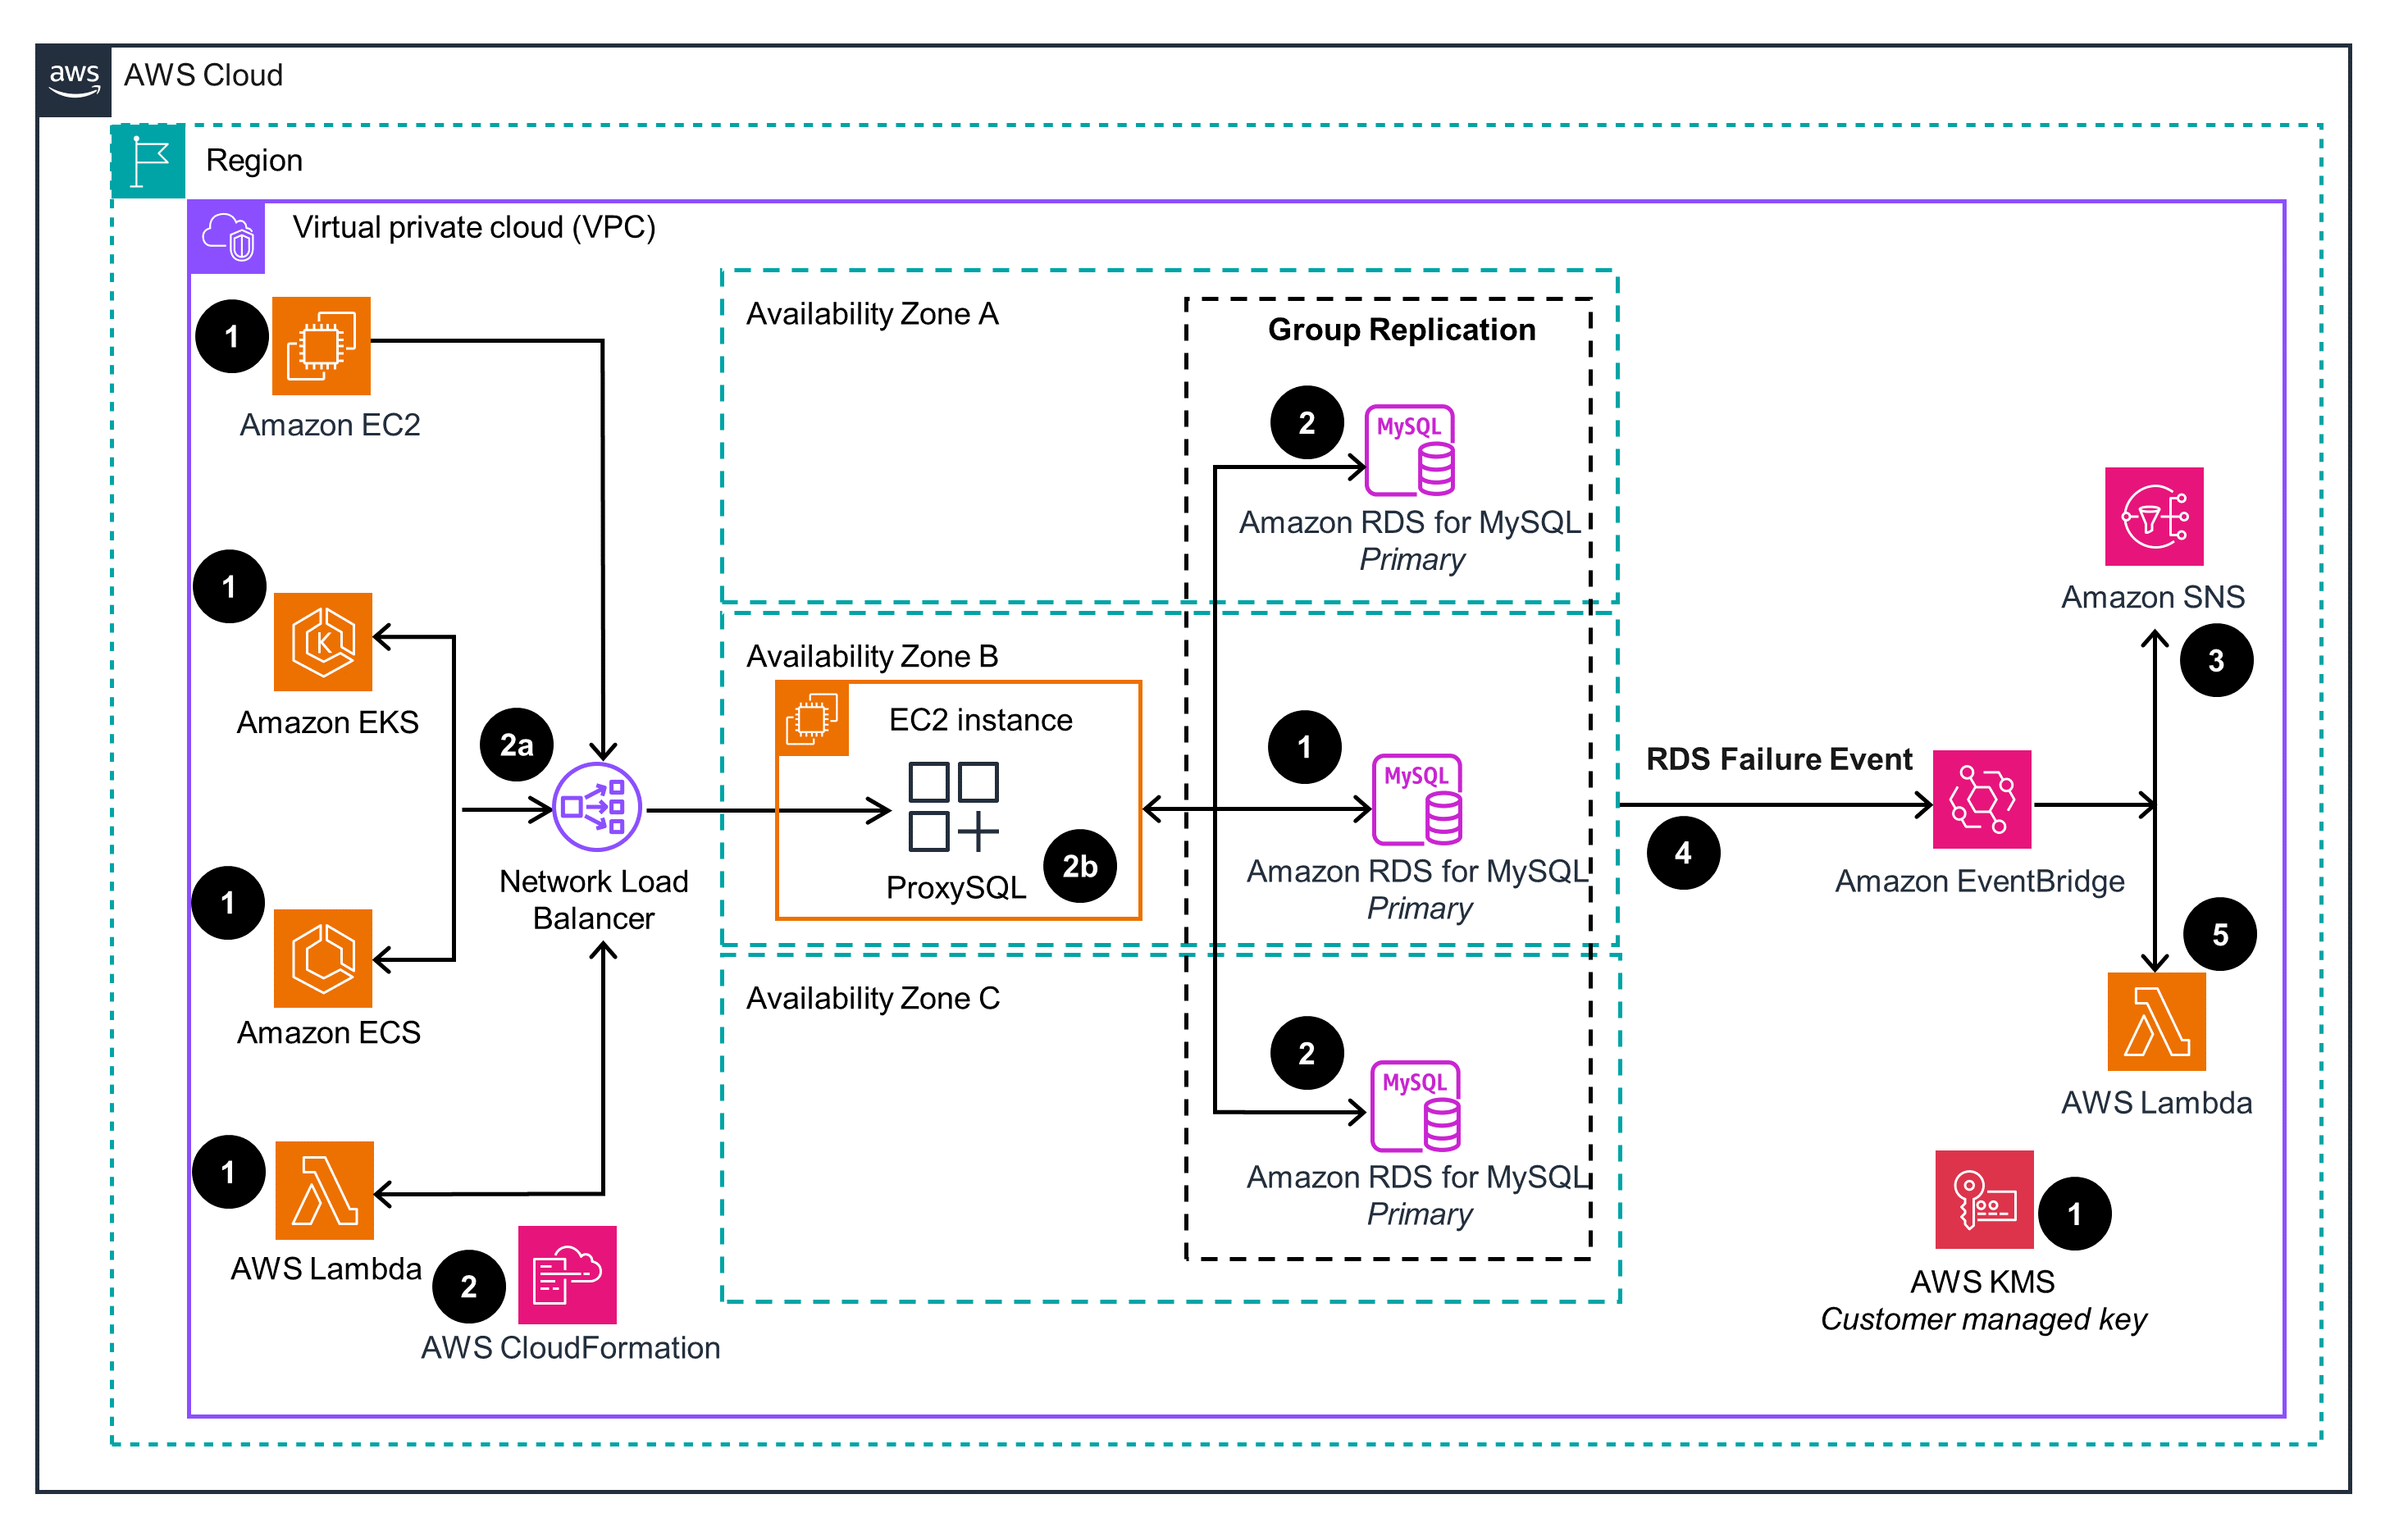 aws
AWS Cloud
Region
Virtual private cloud (VPC)
1
Amazon EC2
1
K
Amazon EKS
1
Amazon ECS
1
AWS Lambda
2
AWS CloudFormation
2a
Network Load
Balancer
Availability Zone A
Group Replication
2
MySQL
Amazon RDS for MySQL
Primary
Availability Zone B
EC2 instance
ProxySQL
2b
1
MySQL
Amazon RDS for MySQL
Primary
Availability Zone C
2
MySQL
Amazon RDS for MySQL
Primary
RDS Failure Event
4
Amazon EventBridge
Amazon SNS
3
5
AWS Lambda
1
AWS KMS
Customer managed key